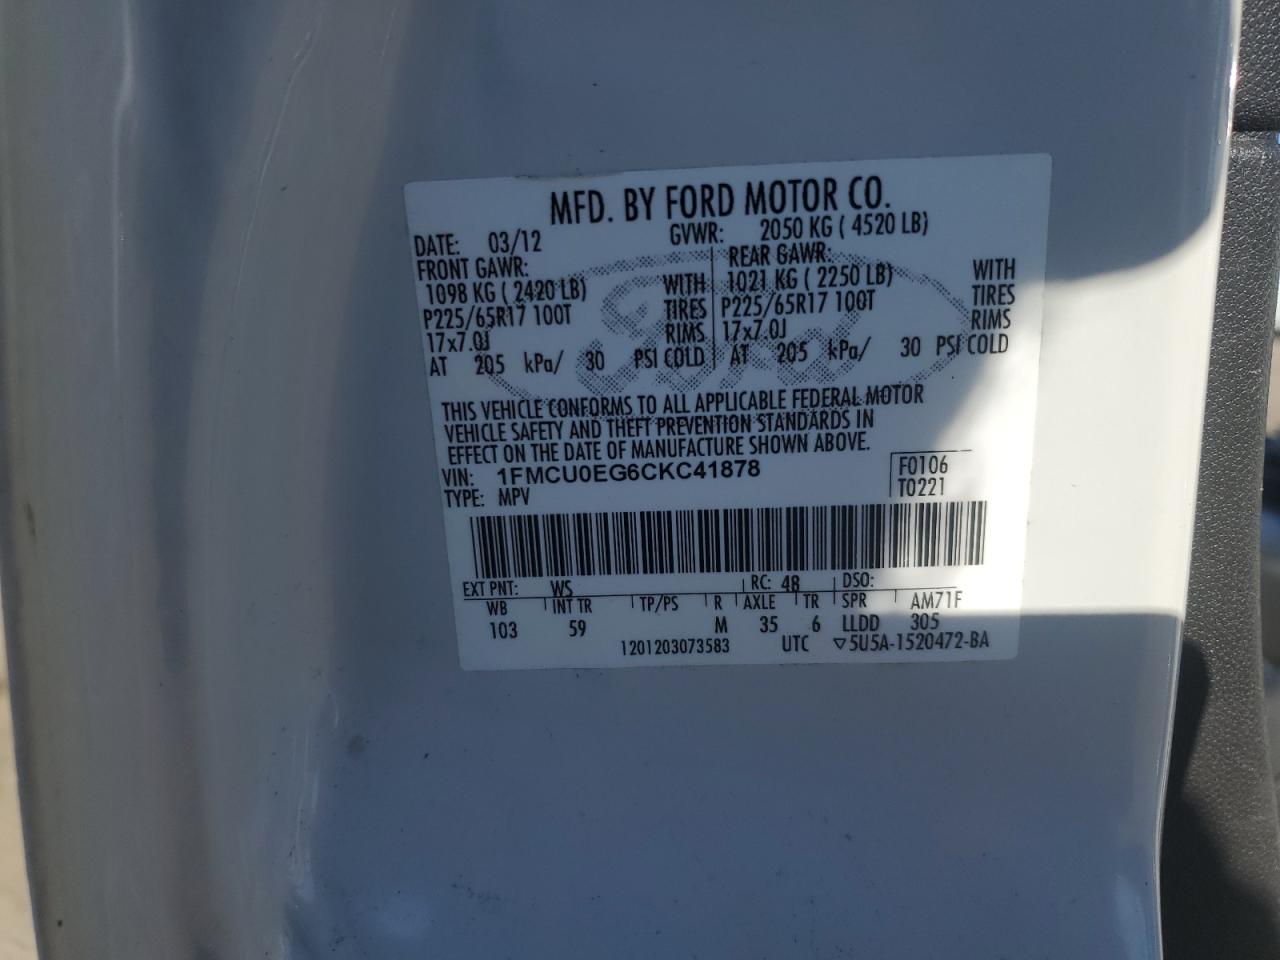 MFD. BY FORD MOTOR CO.
DATE: 03/12 GVWR: 2050 KG ( 4520 LB)
FRONT GAWR: REAR GAWR:
1098 KG ( 2420 LB) WITH 1021 KG ( 2250 LB) WITH
P225/65R17 100T TIRES P225/65R17 100T TIRES
17x7.0J RIMS 17x7.0J RIMS
AT 205 kPa/ 30 PSI COLD AT 205 kPa/ 30 PSI COLD
Ford
THIS VEHICLE CONFORMS TO ALL APPLICABLE FEDERAL MOTOR
VEHICLE SAFETY AND THEFT PREVENTION STANDARDS IN
EFFECT ON THE DATE OF MANUFACTURE SHOWN ABOVE.
VIN: 1FMCU0EG6CKC41878 F0106
TYPE: MPV T0221
EXT PNT: WS RC: 48 DSO:
WB INT TR TP/PS R AXLE TR SPR AM71F
103 59 M 35 6 LLDD 305
1201203073583 UTC ▽5U5A-1520472-BA